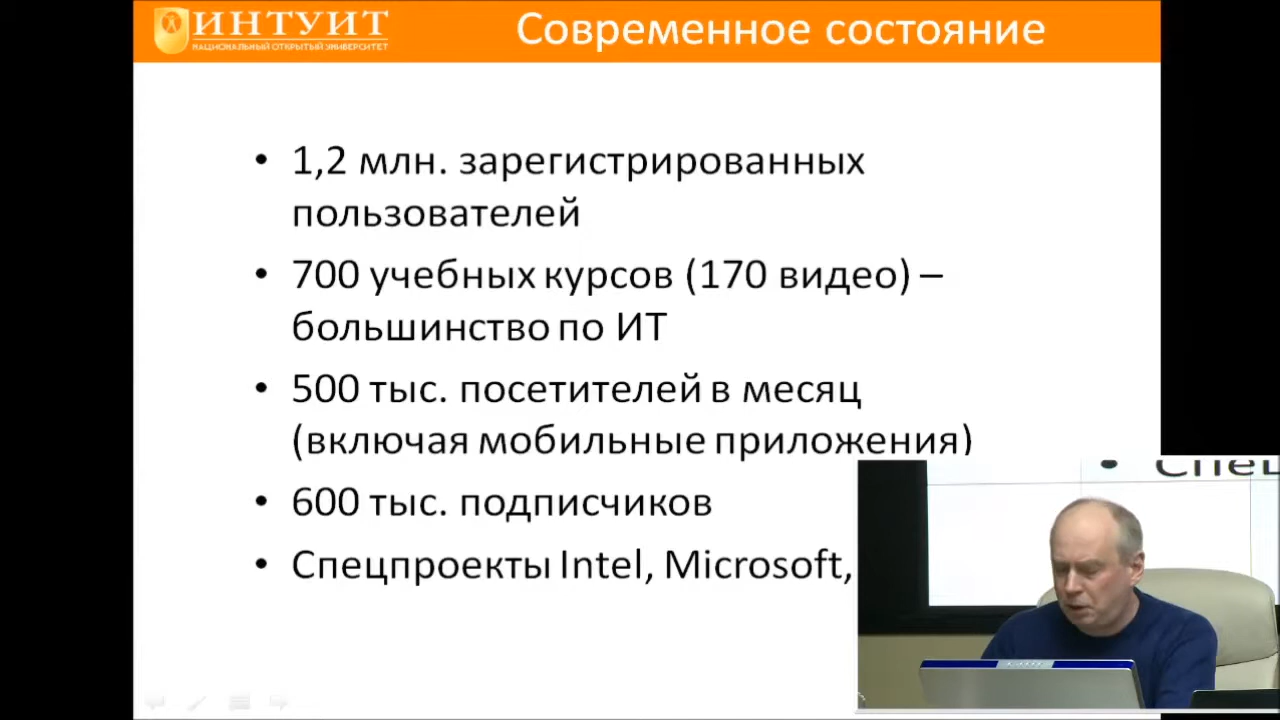 ИНТУИТ
НАЦИОНАЛЬНЫЙ ОТКРЫТЫЙ УНИВЕРСИТЕТ
Современное состояние
• 1,2 млн. зарегистрированных
пользователей
• 700 учебных курсов (170 видео) –
большинство по ИТ
• 500 тыс. посетителей в месяц
(включая мобильные приложения)
• 600 тыс. подписчиков
• Спецпроекты Intel, Microsoft,
• Спец